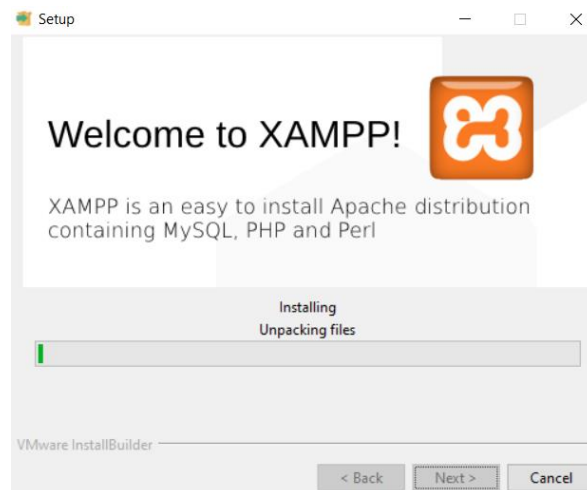 Setup
Welcome to XAMPP!
XAMPP is an easy to install Apache distribution
containing MySQL, PHP and Perl
Installing
Unpacking files
VMware InstallBuilder
< Back
Next >
Cancel